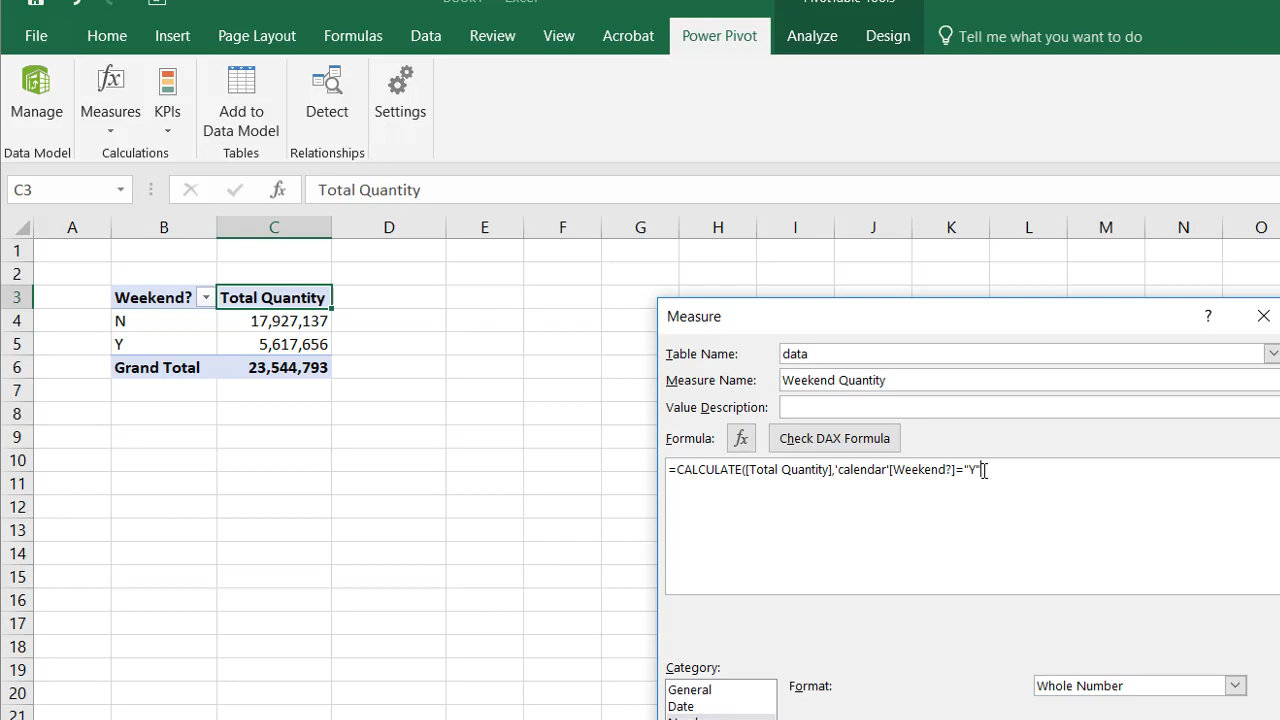 File Home Insert Page Layout Formulas Data Review View Acrobat Power Pivot Analyze Design Tell me what you want to do
Manage Measures KPIs Add to Data Model Detect Settings
Data Model Calculations Tables Relationships
C3 fx Total Quantity
A B C D E F G H I J K L M N O
1
2
3 Weekend? Total Quantity
4 N 17,927,137
5 Y 5,617,656
6 Grand Total 23,544,793
7
8
9
10
11
12
13
14
15
16
17
18
19
20
21
Measure ?
Table Name: data
Measure Name: Weekend Quantity
Value Description:
Formula: fx Check DAX Formula
=CALCULATE([Total Quantity],'calendar'[Weekend?]="Y"
Category:
General
Date
Format: Whole Number